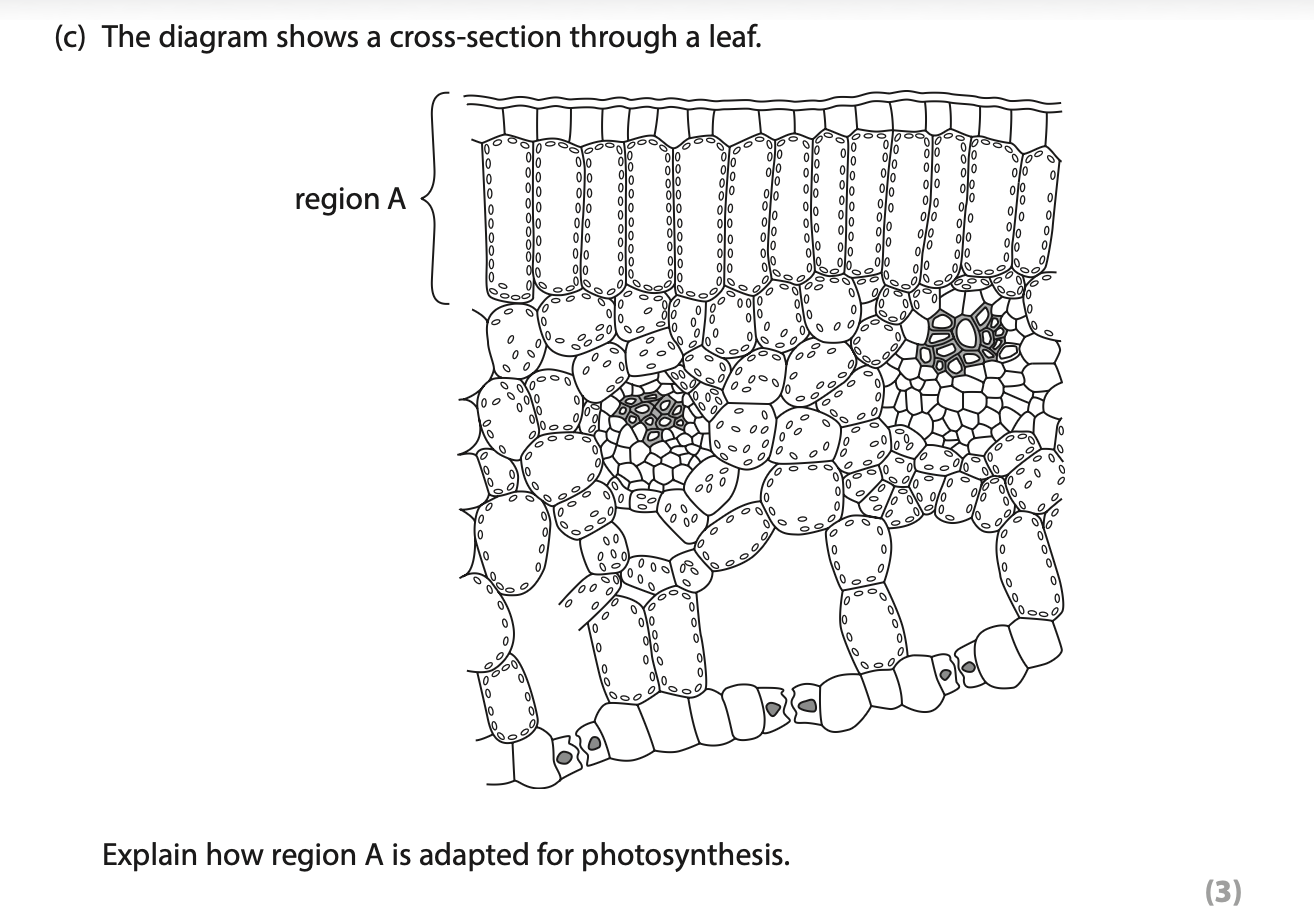 (c) The diagram shows a cross-section through a leaf.
region A
Explain how region A is adapted for photosynthesis.
(3)